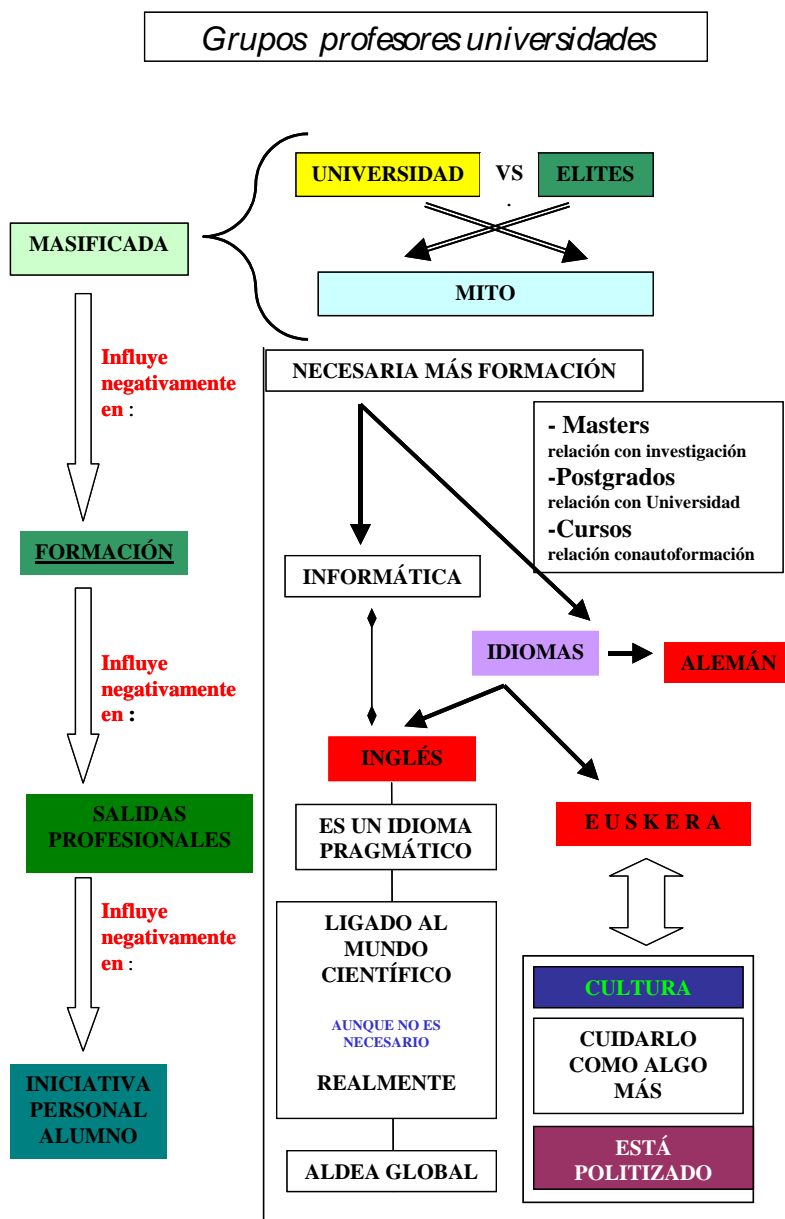 Grupos profesores universidades
UNIVERSIDAD
VS
.
ELITES
MASIFICADA
MITO
Influye
negativamente
en :
NECESARIA MÁS FORMACIÓN
- Masters
relación con investigación
-Postgrados
relación con Universidad
-Cursos
relación conautoformación
FORMACIÓN
INFORMÁTICA
Influye
negativamente
en :
IDIOMAS
ALEMÁN
INGLÉS
SALIDAS
PROFESIONALES
ES UN IDIOMA
PRAGMÁTICO
E U S K E R A
Influye
negativamente
en :
LIGADO AL
MUNDO
CIENTÍFICO
AUNQUE NO ES
NECESARIO
REALMENTE
CULTURA
CUIDARLO
COMO ALGO
MÁS
INICIATIVA
PERSONAL
ALUMNO
ESTÁ
POLITIZADO
ALDEA GLOBAL